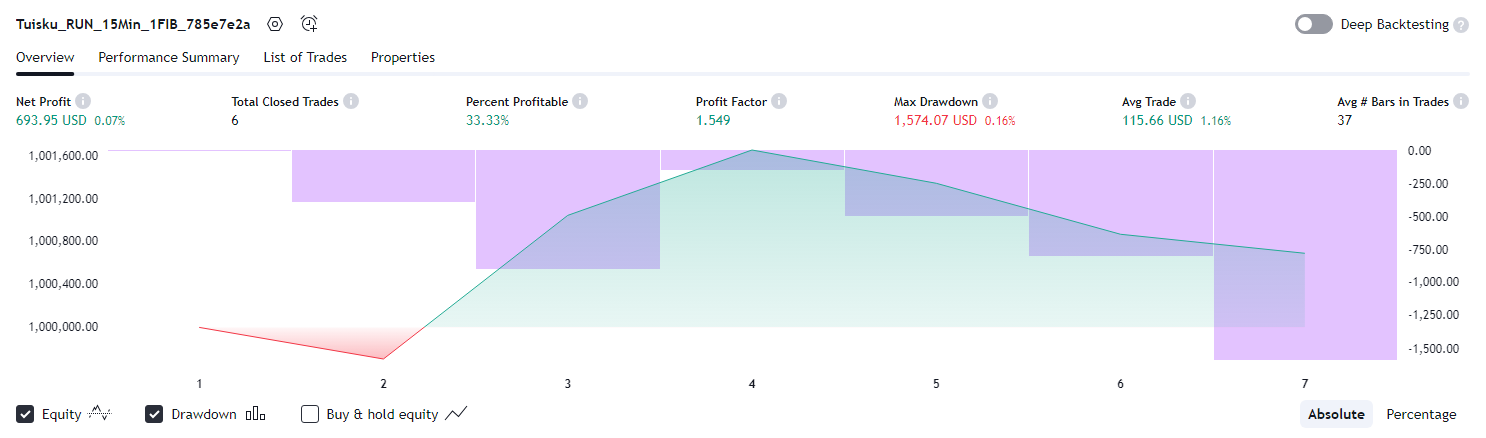 Tuisku_RUN_15Min_1FIB_785e7e2a Deep Backtesting ?
Overview Performance Summary List of Trades Properties
Net Profit Total Closed Trades Percent Profitable Profit Factor Max Drawdown Avg Trade Avg # Bars in Trades
693.95 USD 0.07% 6 33.33% 1.549 1,574.07 USD 0.16% 115.66 USD 1.16% 37
1,001,600.00 0.00
1,001,200.00 -250.00
-500.00
1,000,800.00 -750.00
1,000,400.00 -1,000.00
1,000,000.00 -1,250.00
-1,500.00
1 2 3 4 5 6 7
Equity Drawdown Buy & hold equity Absolute Percentage